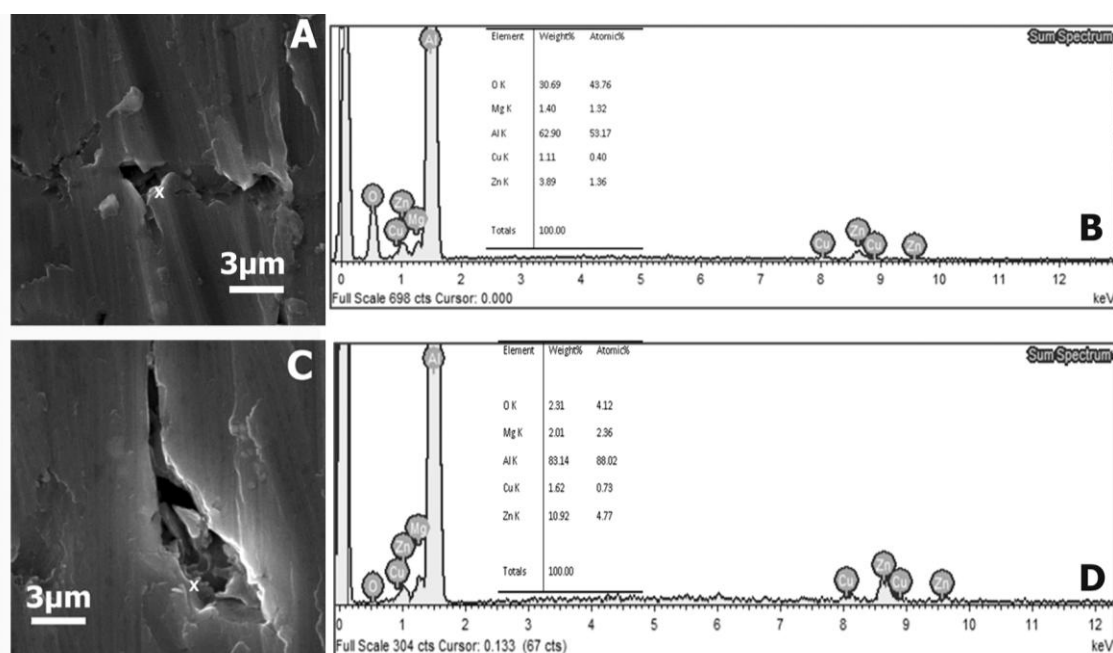 A
x
3µm
Sum Spectrum
Element Weight% Atomic%
O K 30.69 43.76
Mg K 1.40 1.32
Al K 62.90 53.17
Cu K 1.11 0.40
Zn K 3.89 1.36
Totals 100.00
Al
O
Zn
Cu
Mg
Cu
Zn
Cu
Zn
B
0 1 2 3 4 5 6 7 8 9 10 11 12
Full Scale 698 cts Cursor: 0.000 keV
C
x
3µm
Sum Spectrum
Element Weight% Atomic%
O K 2.31 4.12
Mg K 2.01 2.36
Al K 83.14 88.02
Cu K 1.62 0.73
Zn K 10.92 4.77
Totals 100.00
Al
Mg
Zn
Cu
O
Cu
Zn
Cu
Zn
D
0 1 2 3 4 5 6 7 8 9 10 11 12
Full Scale 304 cts Cursor: 0.133 (67 cts) keV